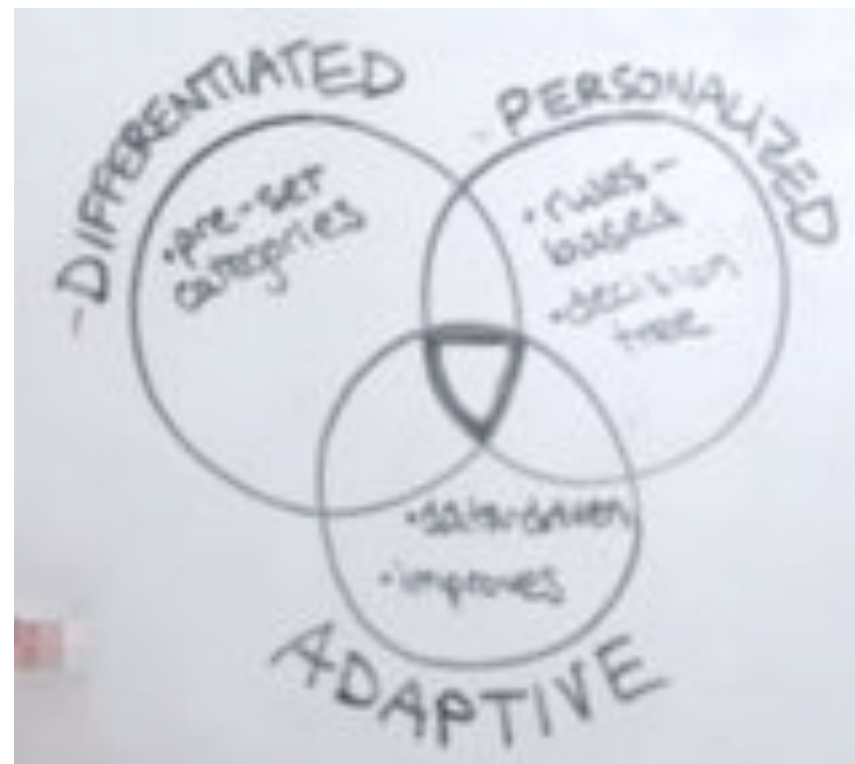 -DIFFERENTIATED
• pre-set
categories
-PERSONALIZED
• rules-
based
• decision
tree
• data-driven
• improves
ADAPTIVE